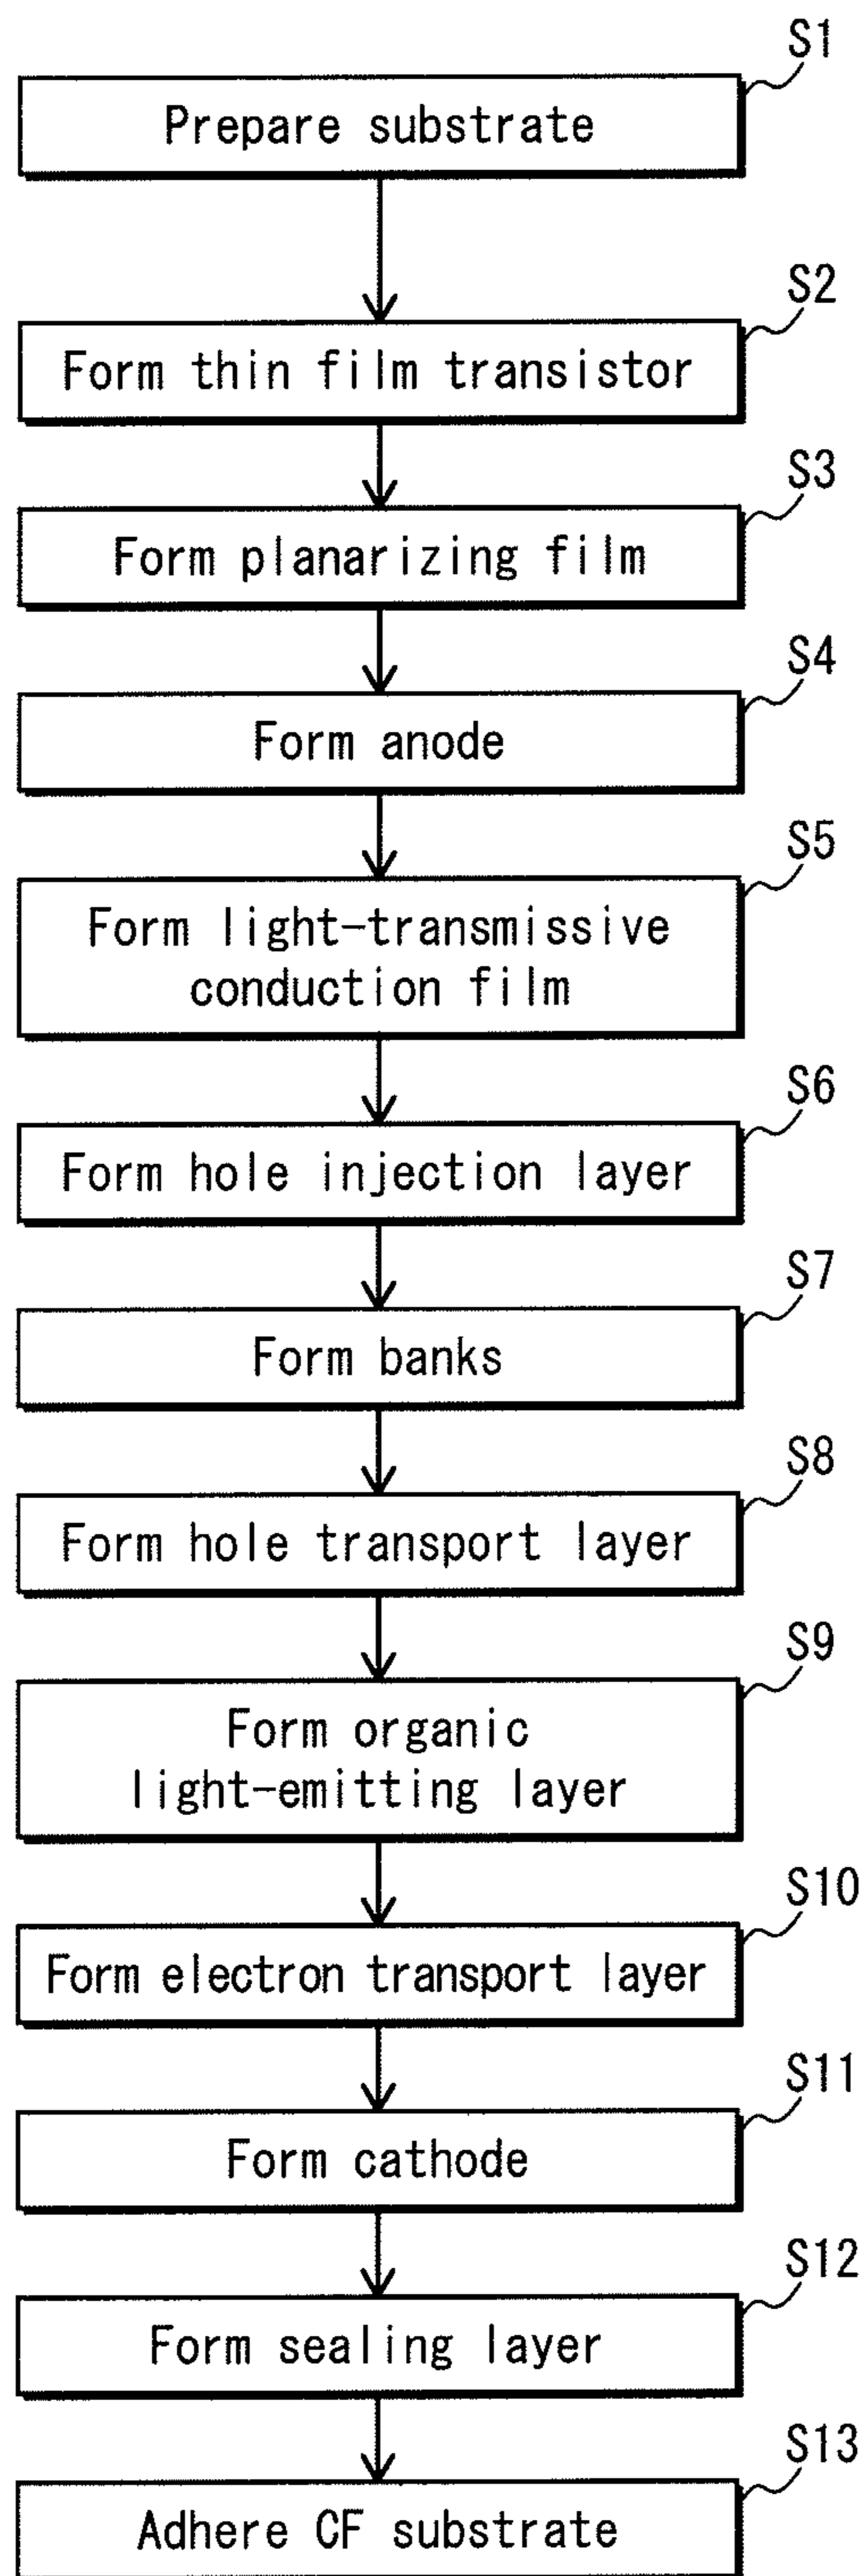 S1
Prepare substrate
S2
Form thin film transistor
S3
Form planarizing film
S4
Form anode
S5
Form light-transmissive
conduction film
S6
Form hole injection layer
S7
Form banks
S8
Form hole transport layer
S9
Form organic
light-emitting layer
S10
Form electron transport layer
S11
Form cathode
S12
Form sealing layer
S13
Adhere CF substrate